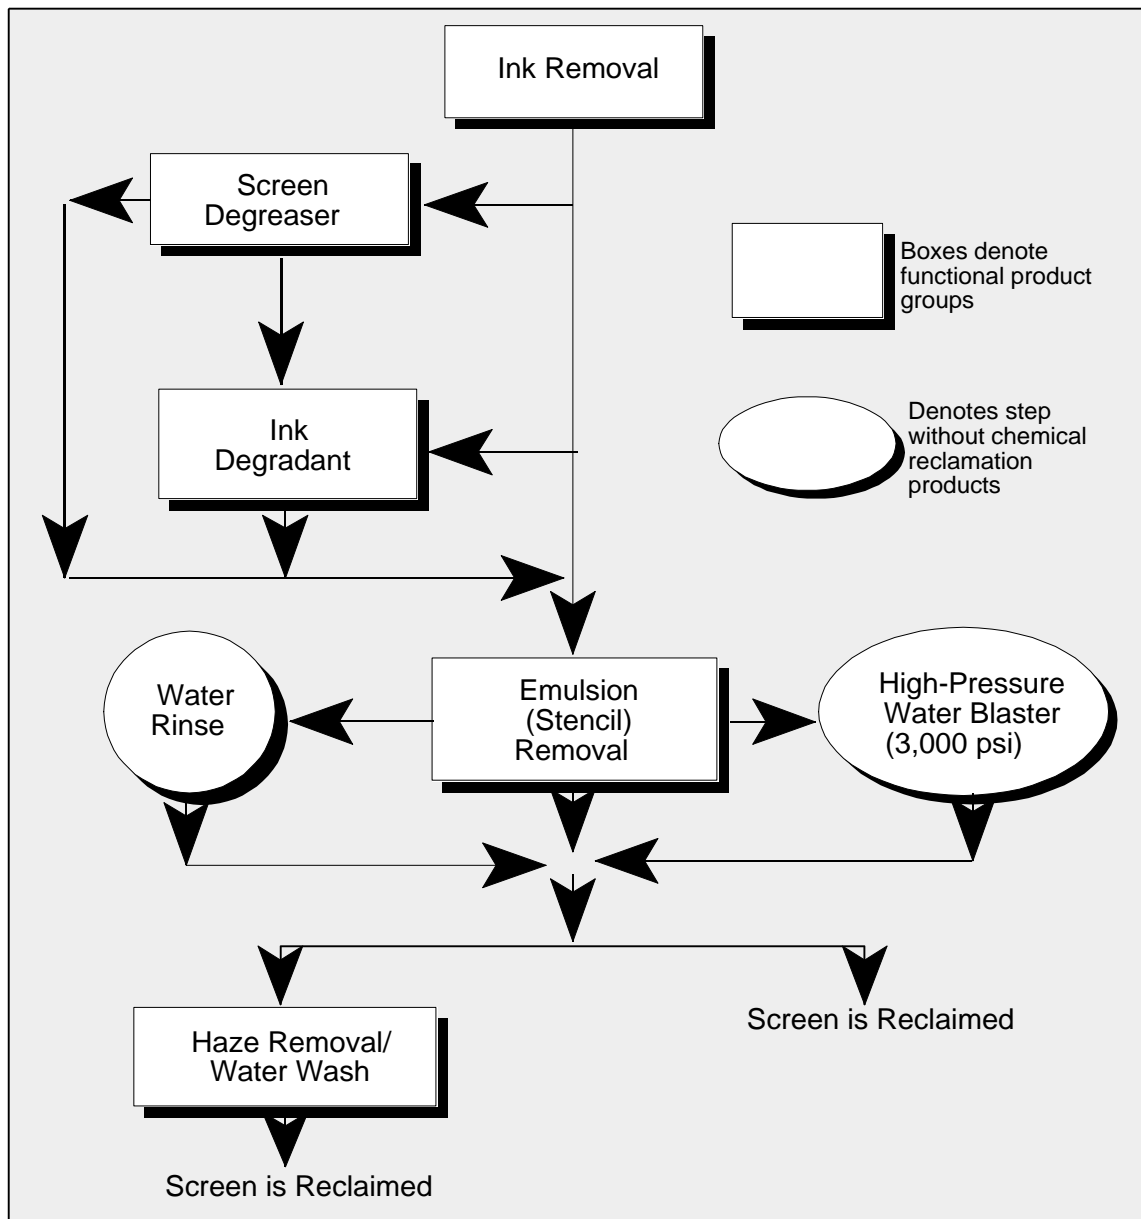 Ink Removal
Screen
Degreaser
Boxes denote
functional product
groups
Ink
Degradant
Denotes step
without chemical
reclamation
products
Water
Rinse
Emulsion
(Stencil)
Removal
High-Pressure
Water Blaster
(3,000 psi)
Haze Removal/
Water Wash
Screen is Reclaimed
Screen is Reclaimed